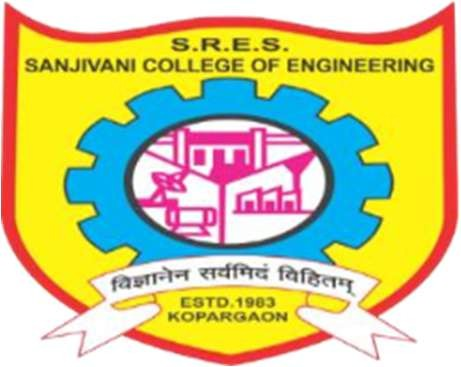 S.R.E.S.
SANJIVANI COLLEGE OF ENGINEERING
विज्ञानेन सर्वमिदं विहितम्
ESTD.1983
KOPARGAON